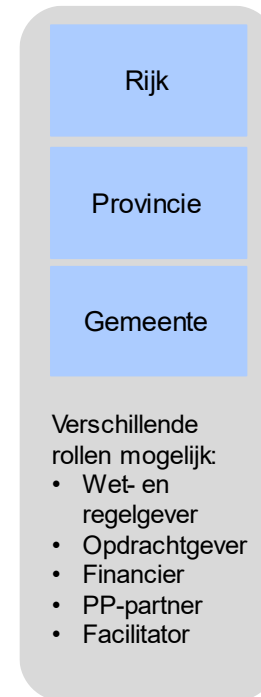 Rijk
Provincie
Gemeente
Verschillende
rollen mogelijk:
• Wet- en
regelgever
• Opdrachtgever
• Financier
• PP-partner
• Facilitator